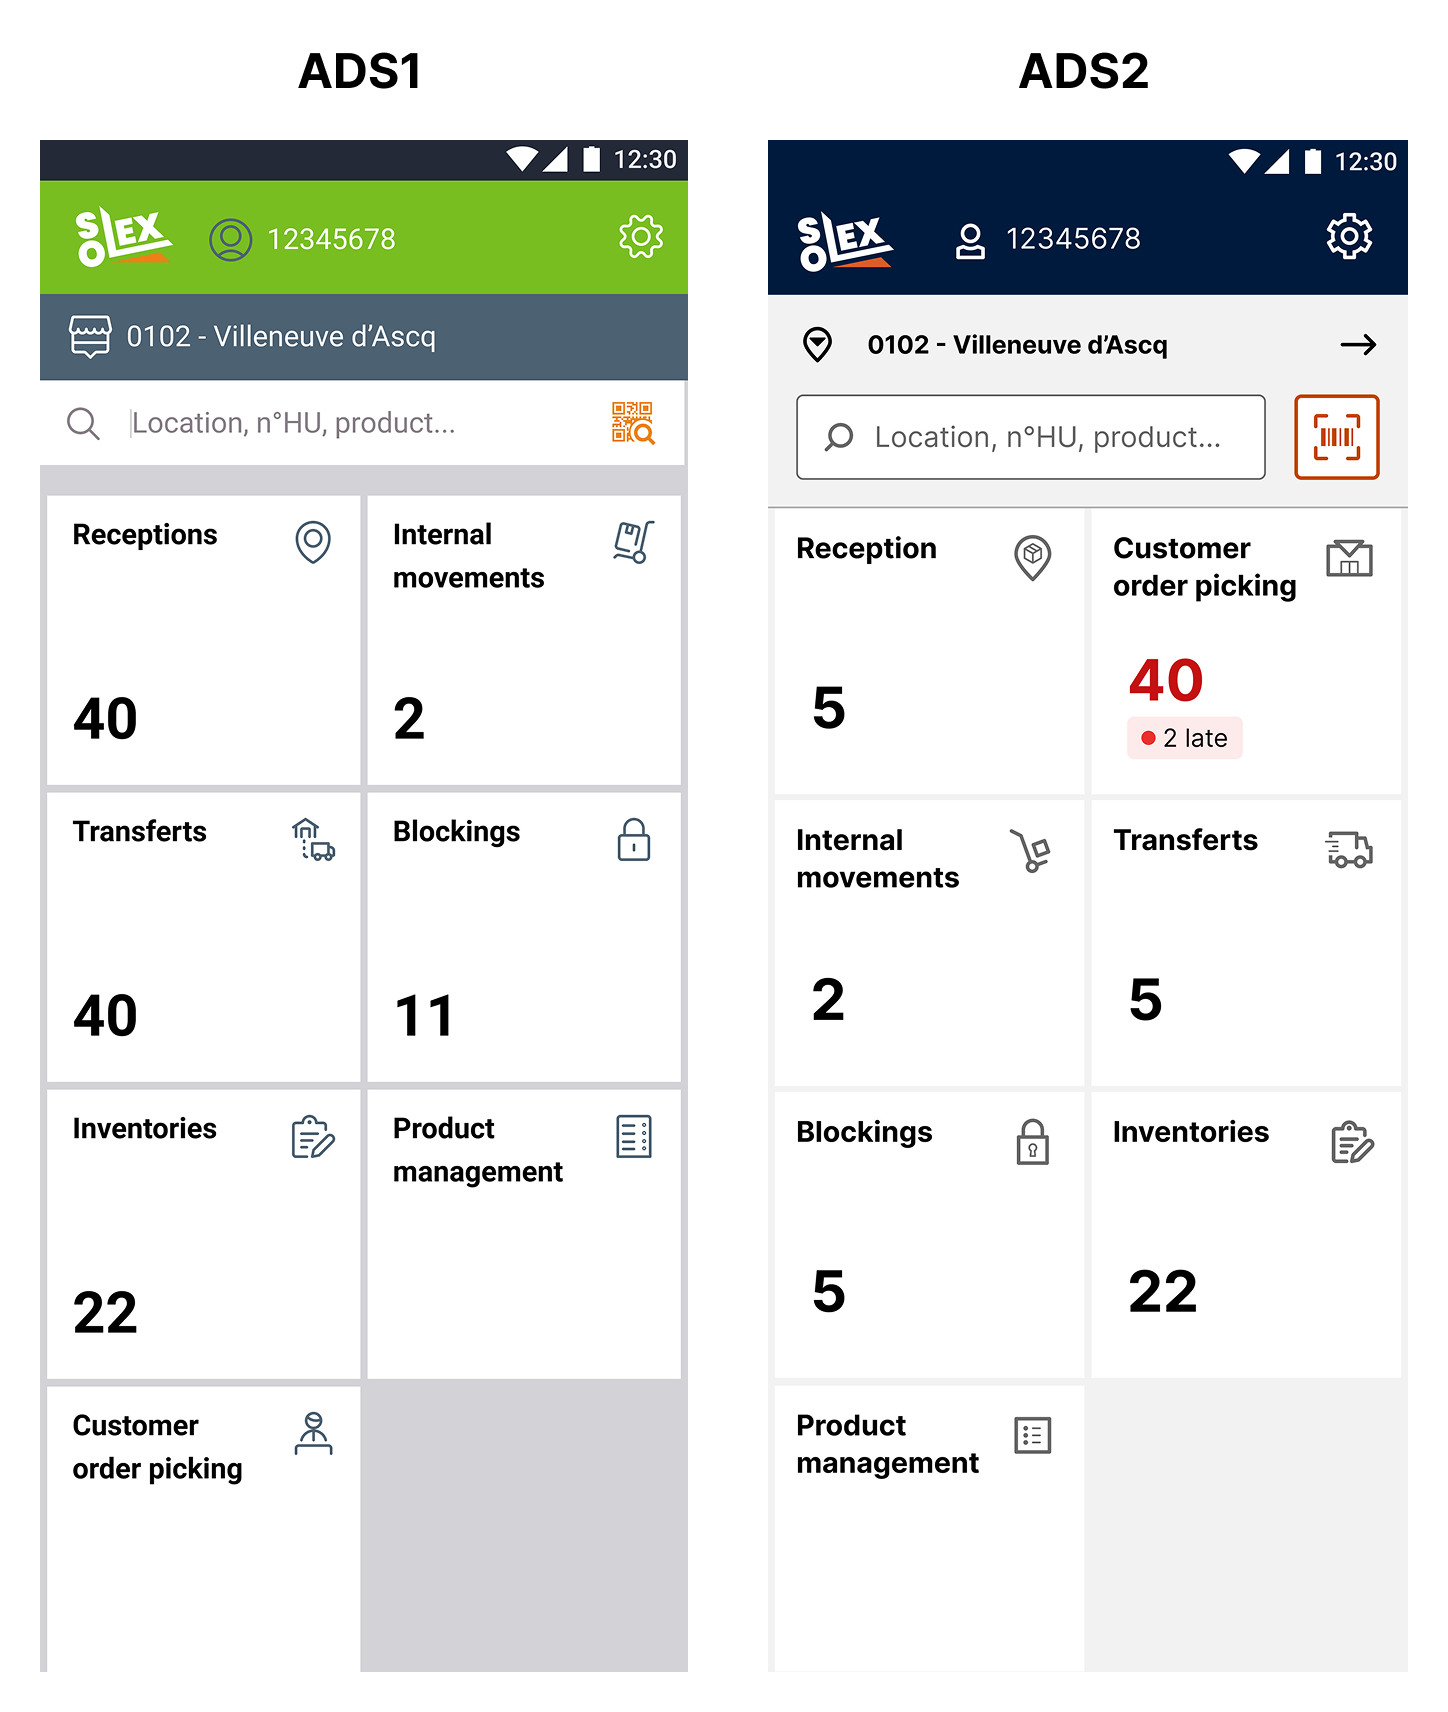 ADS1
12:30
SOLEX
12345678
0102 - Villeneuve d’Ascq
Location, n°HU, product...
Receptions
40
Internal
movements
2
Transferts
40
Blockings
11
Inventories
22
Product
management
Customer
order picking
ADS2
12:30
SOLEX
12345678
0102 - Villeneuve d’Ascq
Location, n°HU, product...
Reception
5
Customer
order picking
40
2 late
Internal
movements
2
Transferts
5
Blockings
5
Inventories
22
Product
management